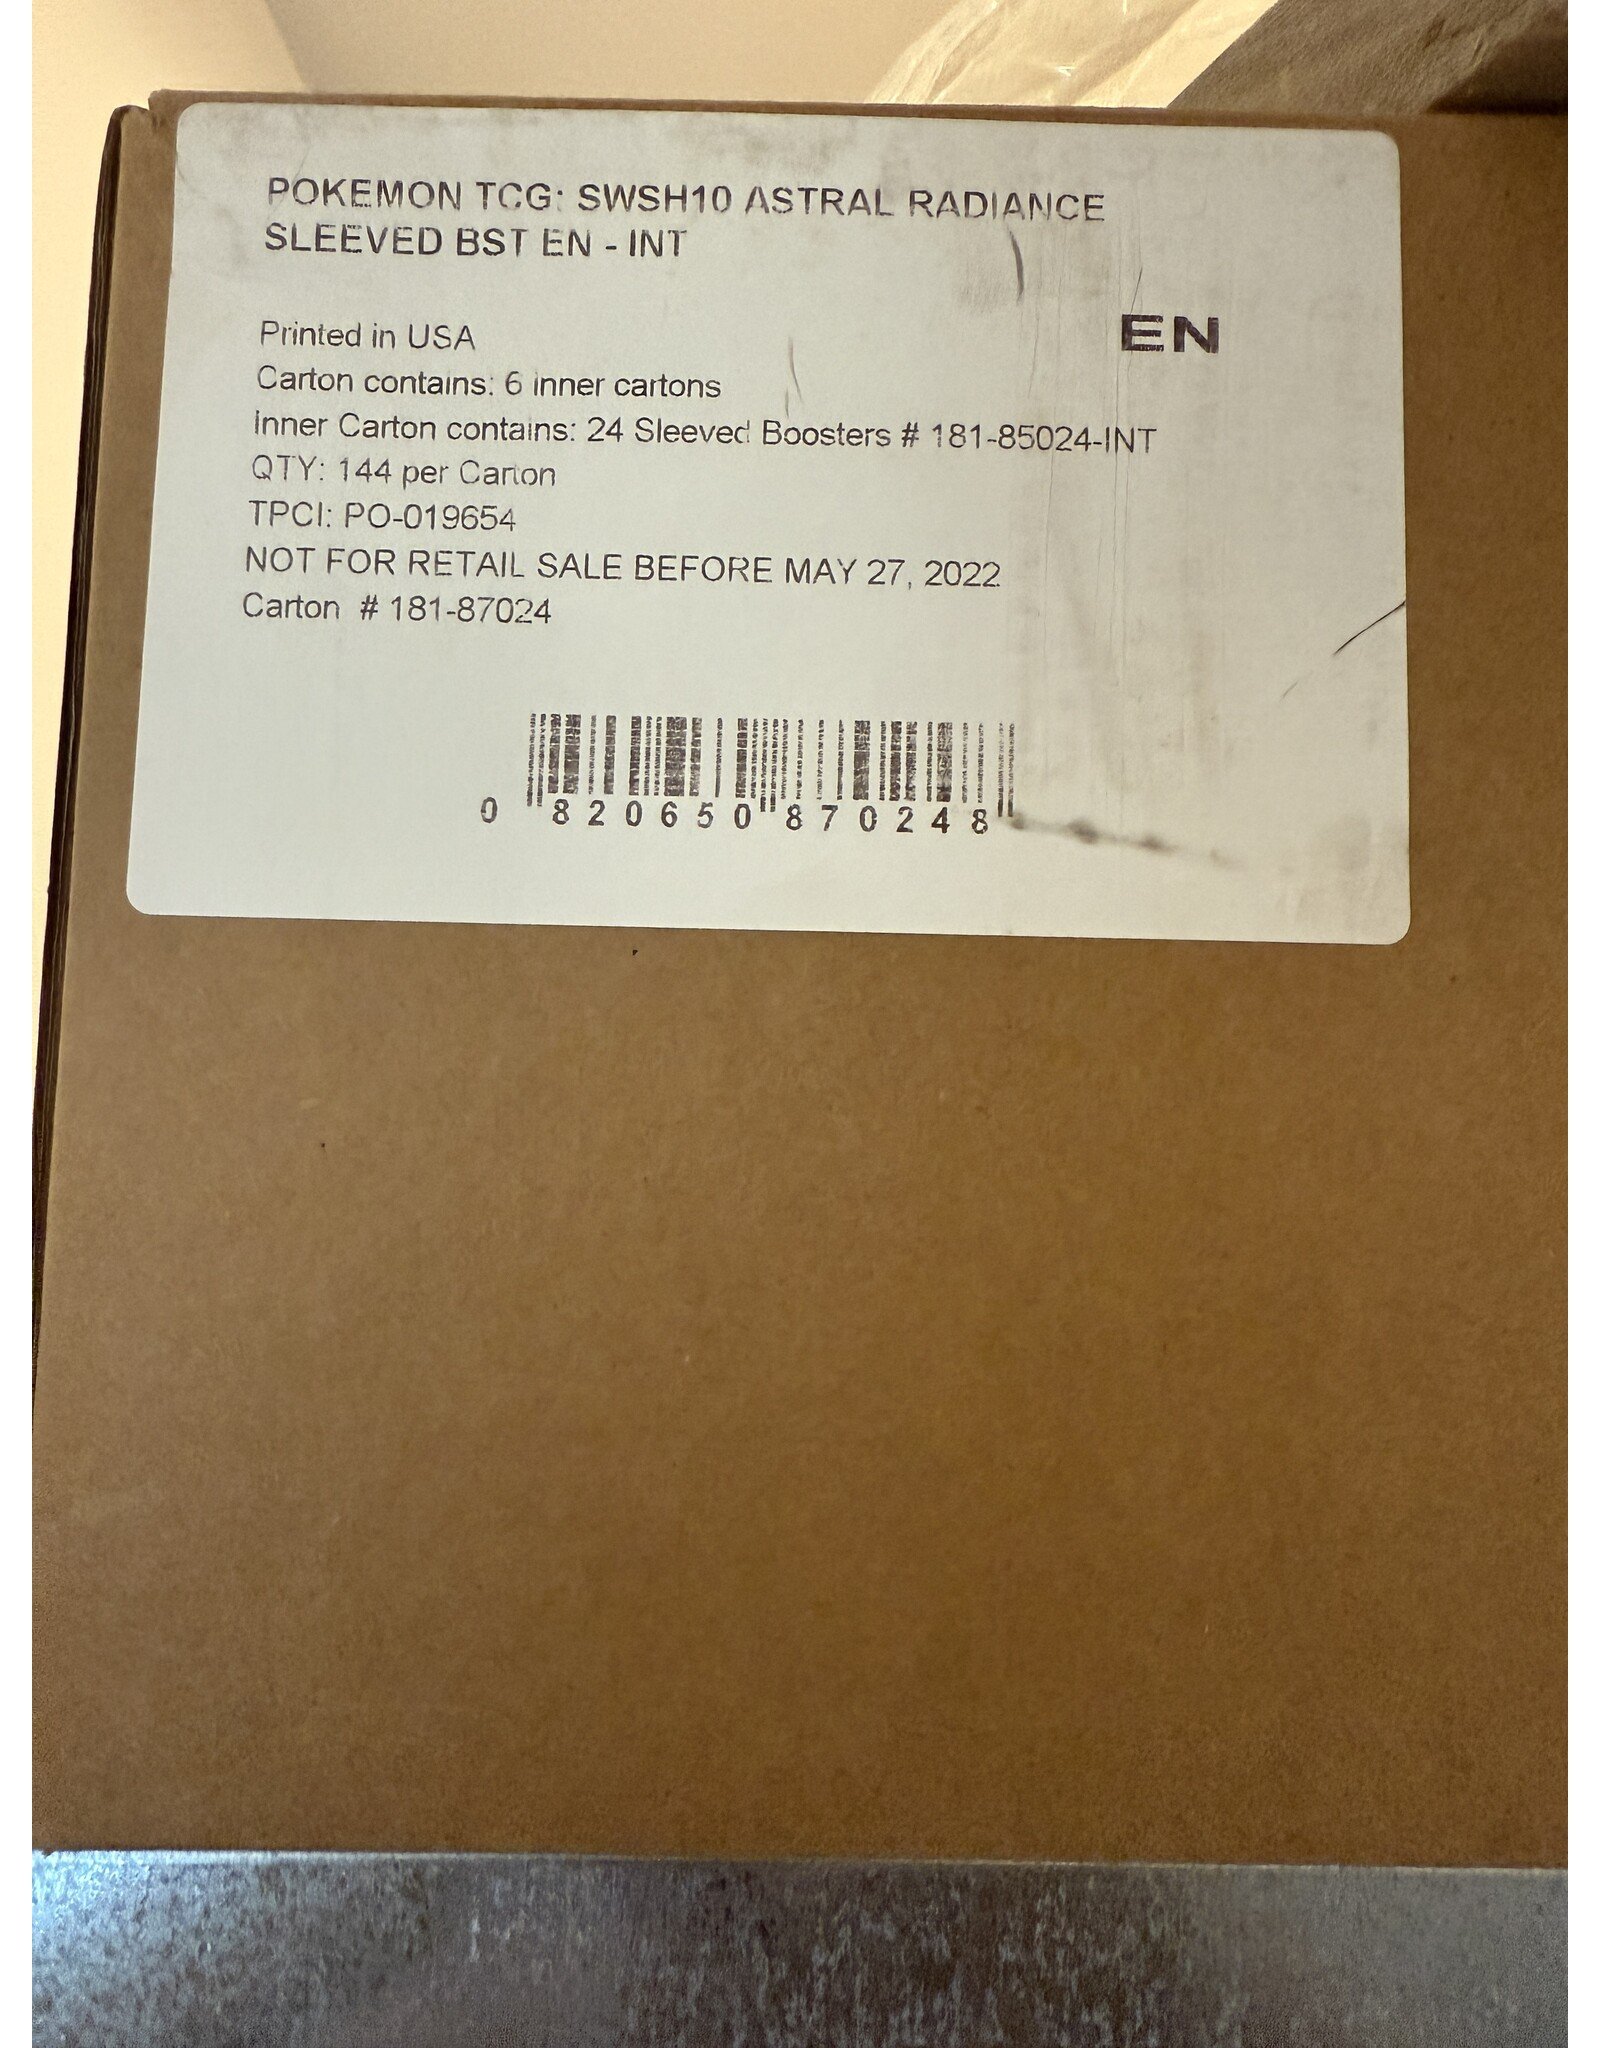 POKEMON TCG: SWSH10 ASTRAL RADIANCE
SLEEVED BST EN - INT
EN
Printed in USA
Carton contains: 6 inner cartons
Inner Carton contains: 24 Sleeved Boosters # 181-85024-INT
QTY: 144 per Carton
TPCI: PO-019654
NOT FOR RETAIL SALE BEFORE MAY 27, 2022
Carton # 181-87024
0 820650 870248